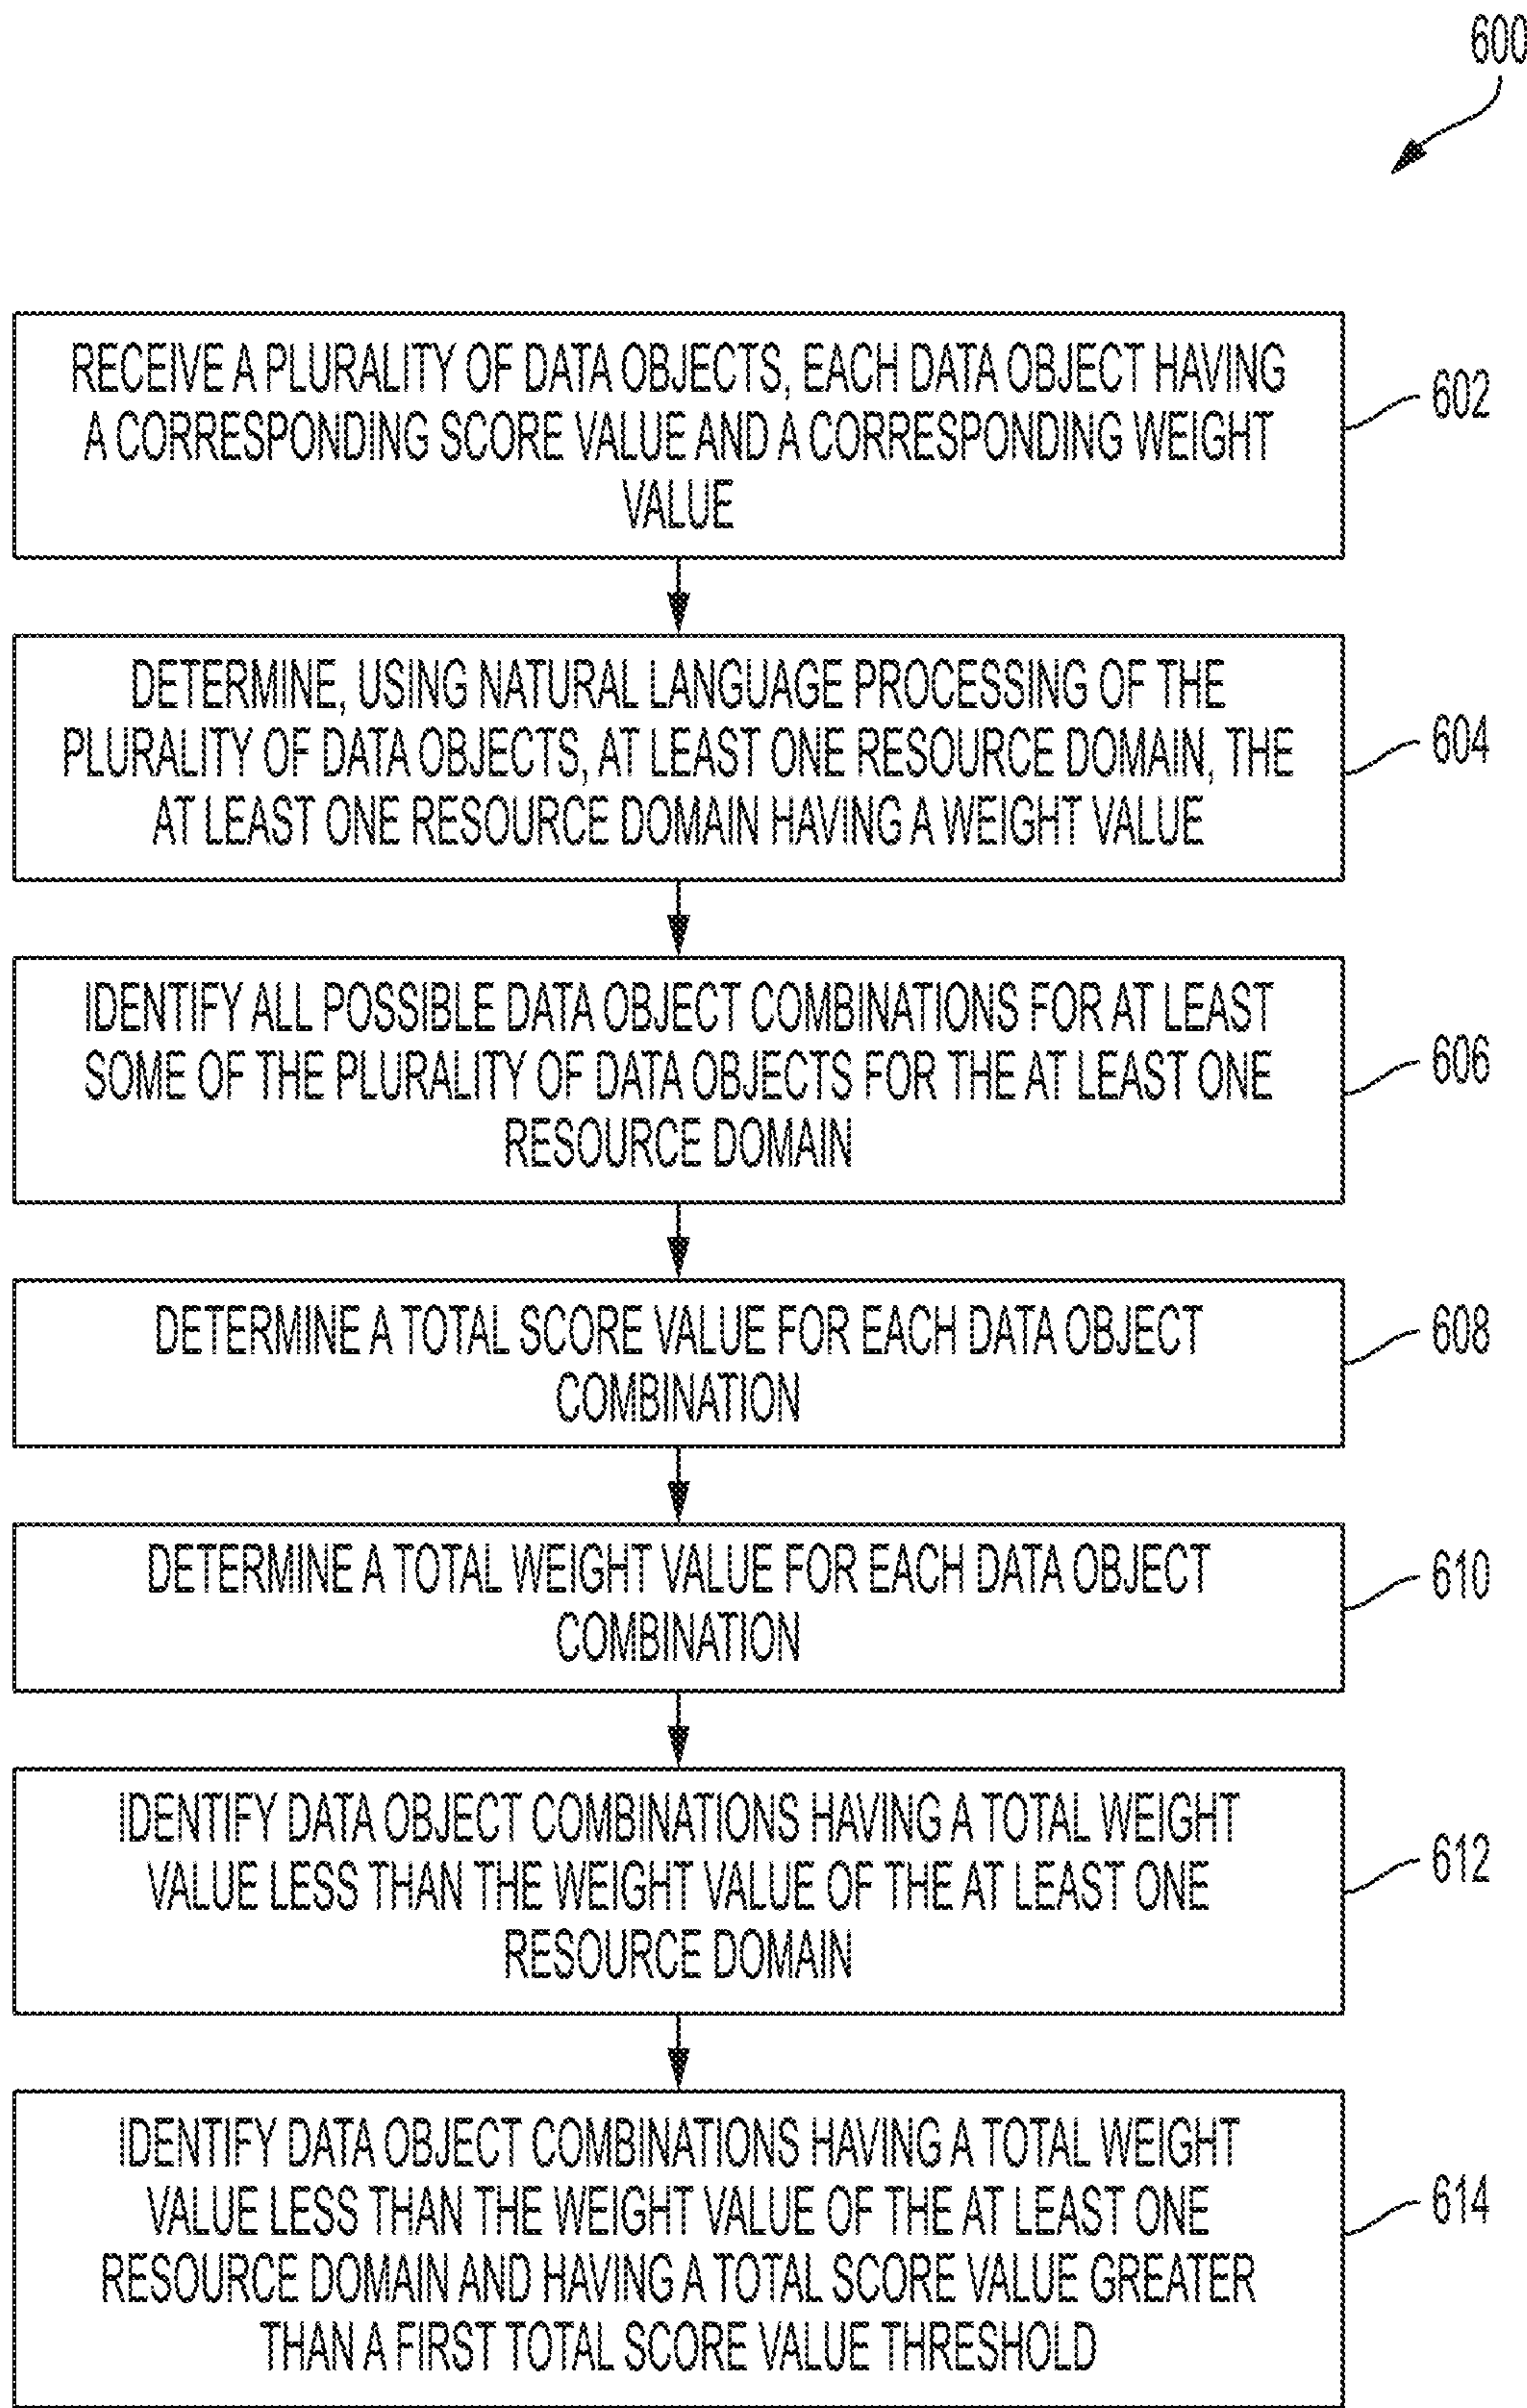 600
RECEIVE A PLURALITY OF DATA OBJECTS, EACH DATA OBJECT HAVING
A CORRESPONDING SCORE VALUE AND A CORRESPONDING WEIGHT
VALUE
602
DETERMINE, USING NATURAL LANGUAGE PROCESSING OF THE
PLURALITY OF DATA OBJECTS, AT LEAST ONE RESOURCE DOMAIN, THE
AT LEAST ONE RESOURCE DOMAIN HAVING A WEIGHT VALUE
604
IDENTIFY ALL POSSIBLE DATA OBJECT COMBINATIONS FOR AT LEAST
SOME OF THE PLURALITY OF DATA OBJECTS FOR THE AT LEAST ONE
RESOURCE DOMAIN
606
DETERMINE A TOTAL SCORE VALUE FOR EACH DATA OBJECT
COMBINATION
608
DETERMINE A TOTAL WEIGHT VALUE FOR EACH DATA OBJECT
COMBINATION
610
IDENTIFY DATA OBJECT COMBINATIONS HAVING A TOTAL WEIGHT
VALUE LESS THAN THE WEIGHT VALUE OF THE AT LEAST ONE
RESOURCE DOMAIN
612
IDENTIFY DATA OBJECT COMBINATIONS HAVING A TOTAL WEIGHT
VALUE LESS THAN THE WEIGHT VALUE OF THE AT LEAST ONE
RESOURCE DOMAIN AND HAVING A TOTAL SCORE VALUE GREATER
THAN A FIRST TOTAL SCORE VALUE THRESHOLD
614